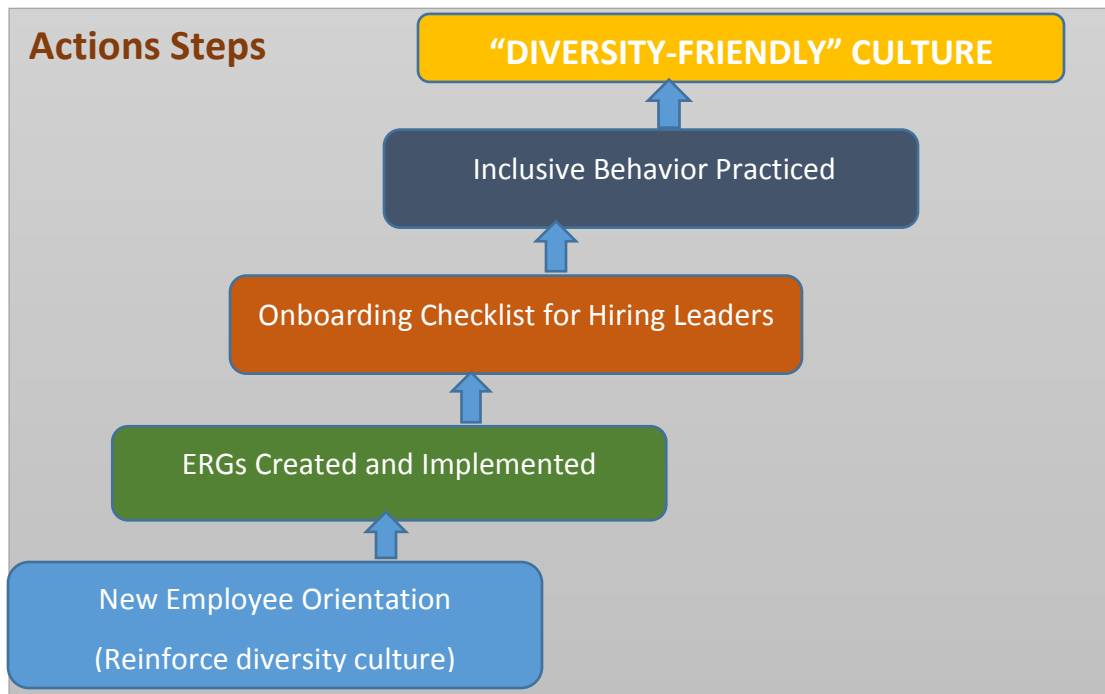 Actions Steps
“DIVERSITY-FRIENDLY” CULTURE
Inclusive Behavior Practiced
Onboarding Checklist for Hiring Leaders
ERGs Created and Implemented
New Employee Orientation
(Reinforce diversity culture)